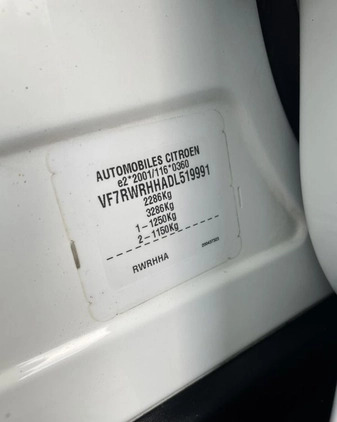 AUTOMOBILES CITROEN
e2*2001/116*0360
VF7RWRHHADL519991
2286Kg
3286Kg
1-1250Kg
2-1150Kg
RWRHHA